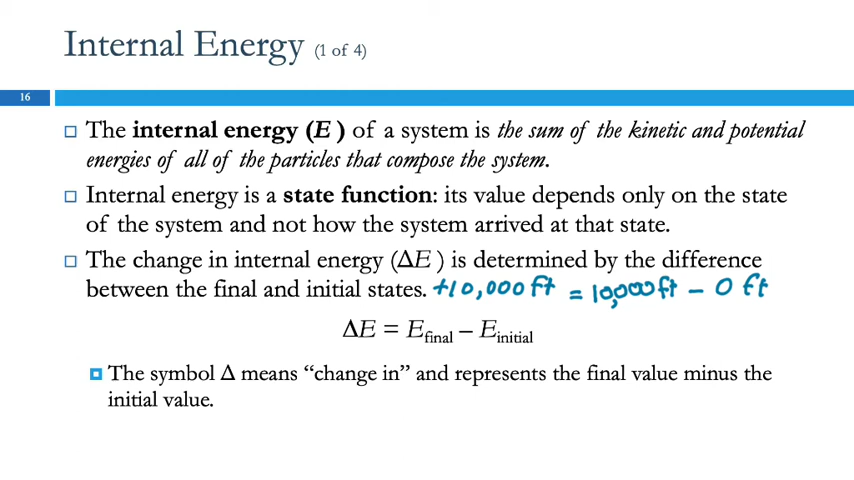 Internal Energy (1 of 4)
16
□ The internal energy (E ) of a system is the sum of the kinetic and potential
energies of all of the particles that compose the system.
□ Internal energy is a state function: its value depends only on the state
of the system and not how the system arrived at that state.
□ The change in internal energy (ΔE ) is determined by the difference
between the final and initial states. +10,000 ft = 10,000 ft - 0 ft
ΔE = Efinal – Einitial
□ The symbol Δ means “change in” and represents the final value minus the
initial value.